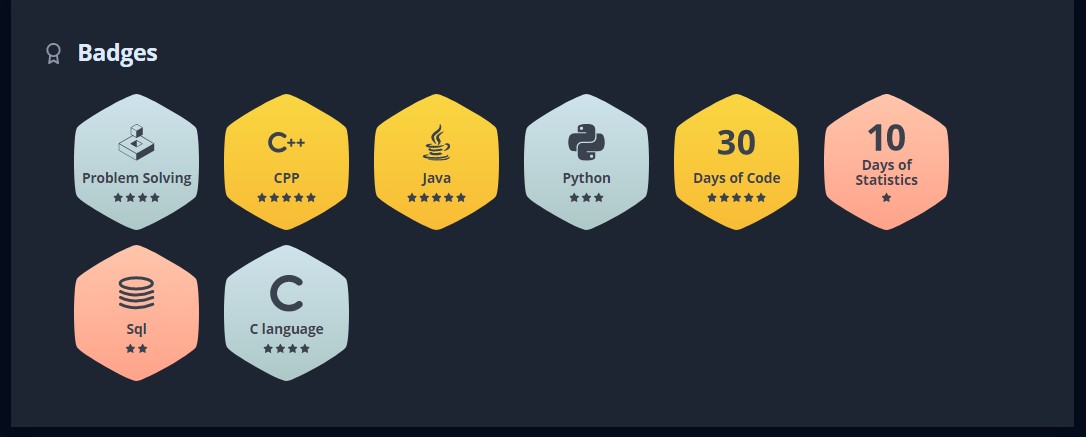 Badges
C++
CPP
Java
Python
30
Days of Code
10
Days of
Statistics
Problem Solving
Sql
C
C language